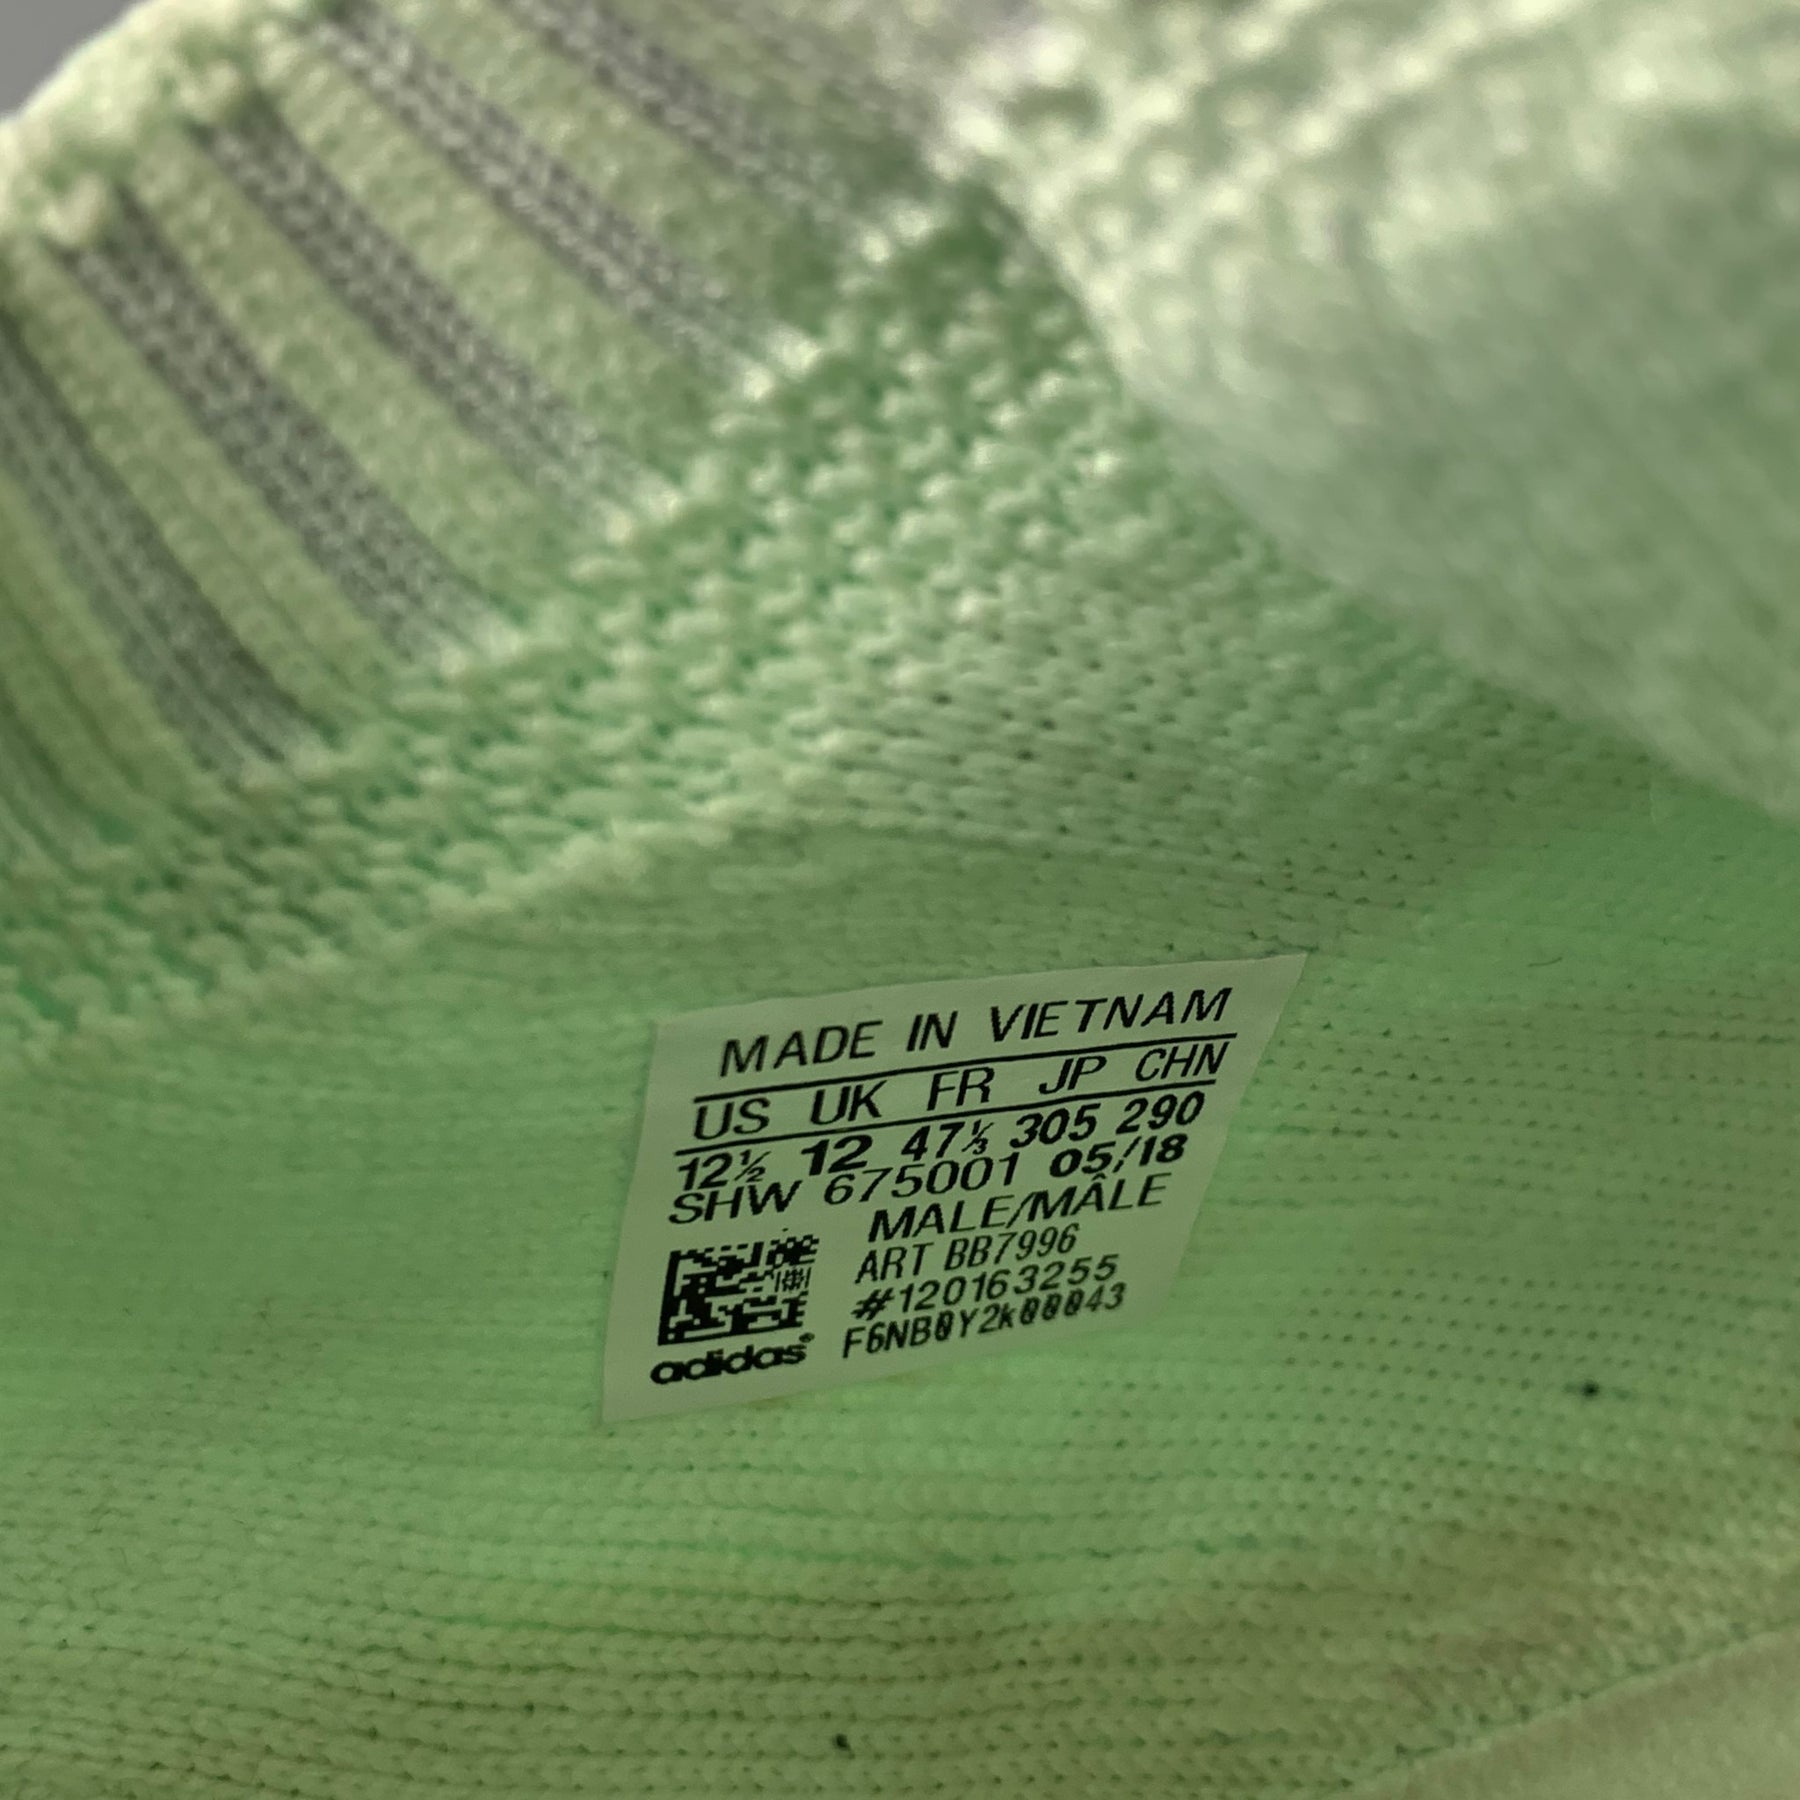 MADE IN VIETNAM
US UK FR JP CHN
12½ 12 47⅓ 305 290
SHW 675001 05/18
MALE/MÂLE
ART BB7996
#120163255
F6NB0Y2k00043
adidas®